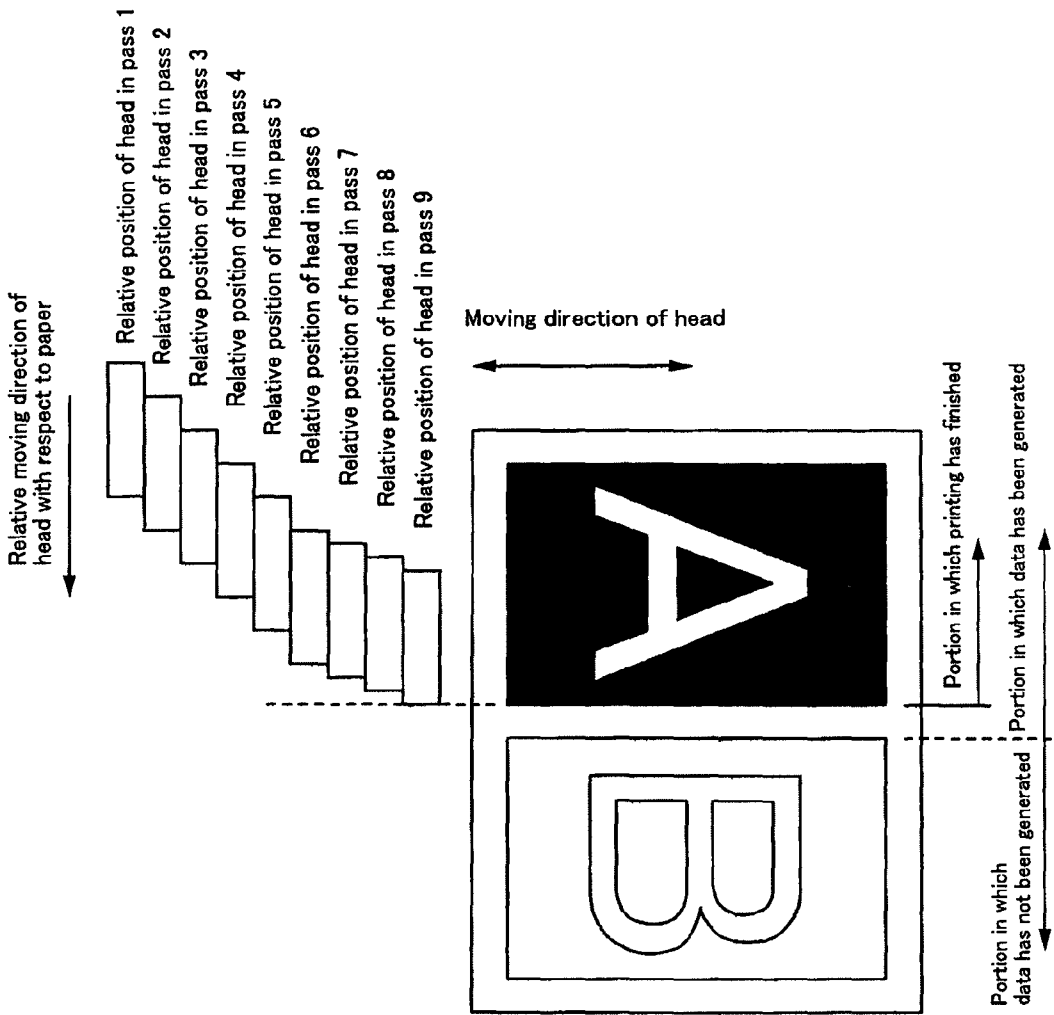 Relative moving direction of
head with respect to paper
Relative position of head in pass 1
Relative position of head in pass 2
Relative position of head in pass 3
Relative position of head in pass 4
Relative position of head in pass 5
Relative position of head in pass 6
Relative position of head in pass 7
Relative position of head in pass 8
Relative position of head in pass 9
Moving direction of head
A
B
Portion in which printing has finished
Portion in which data has been generated
Portion in which
data has not been generated